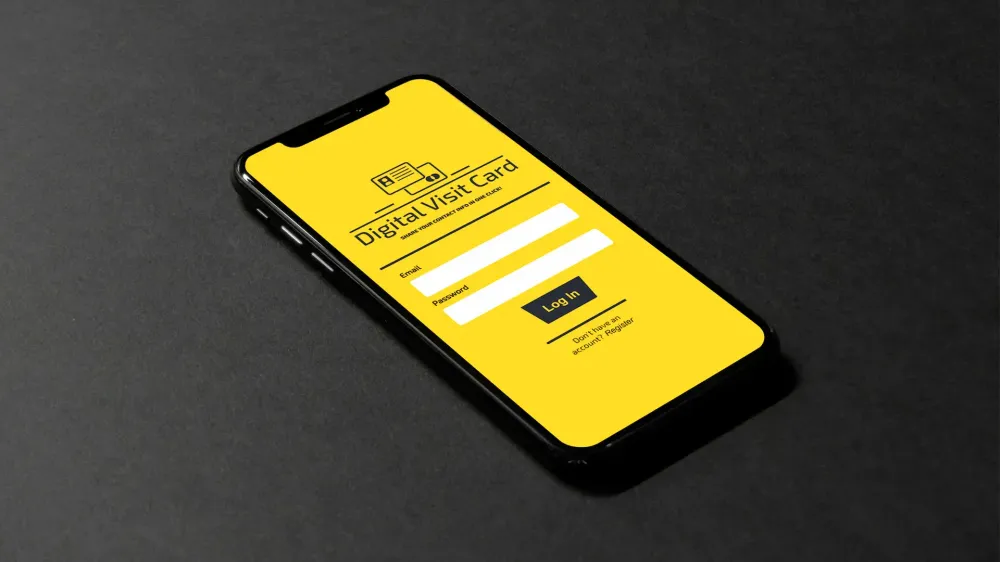 Digital Visit Card
SHARE YOUR CONTACT INFO IN ONE CLICK!
Email
Password
Log In
Don't have an
account? Register